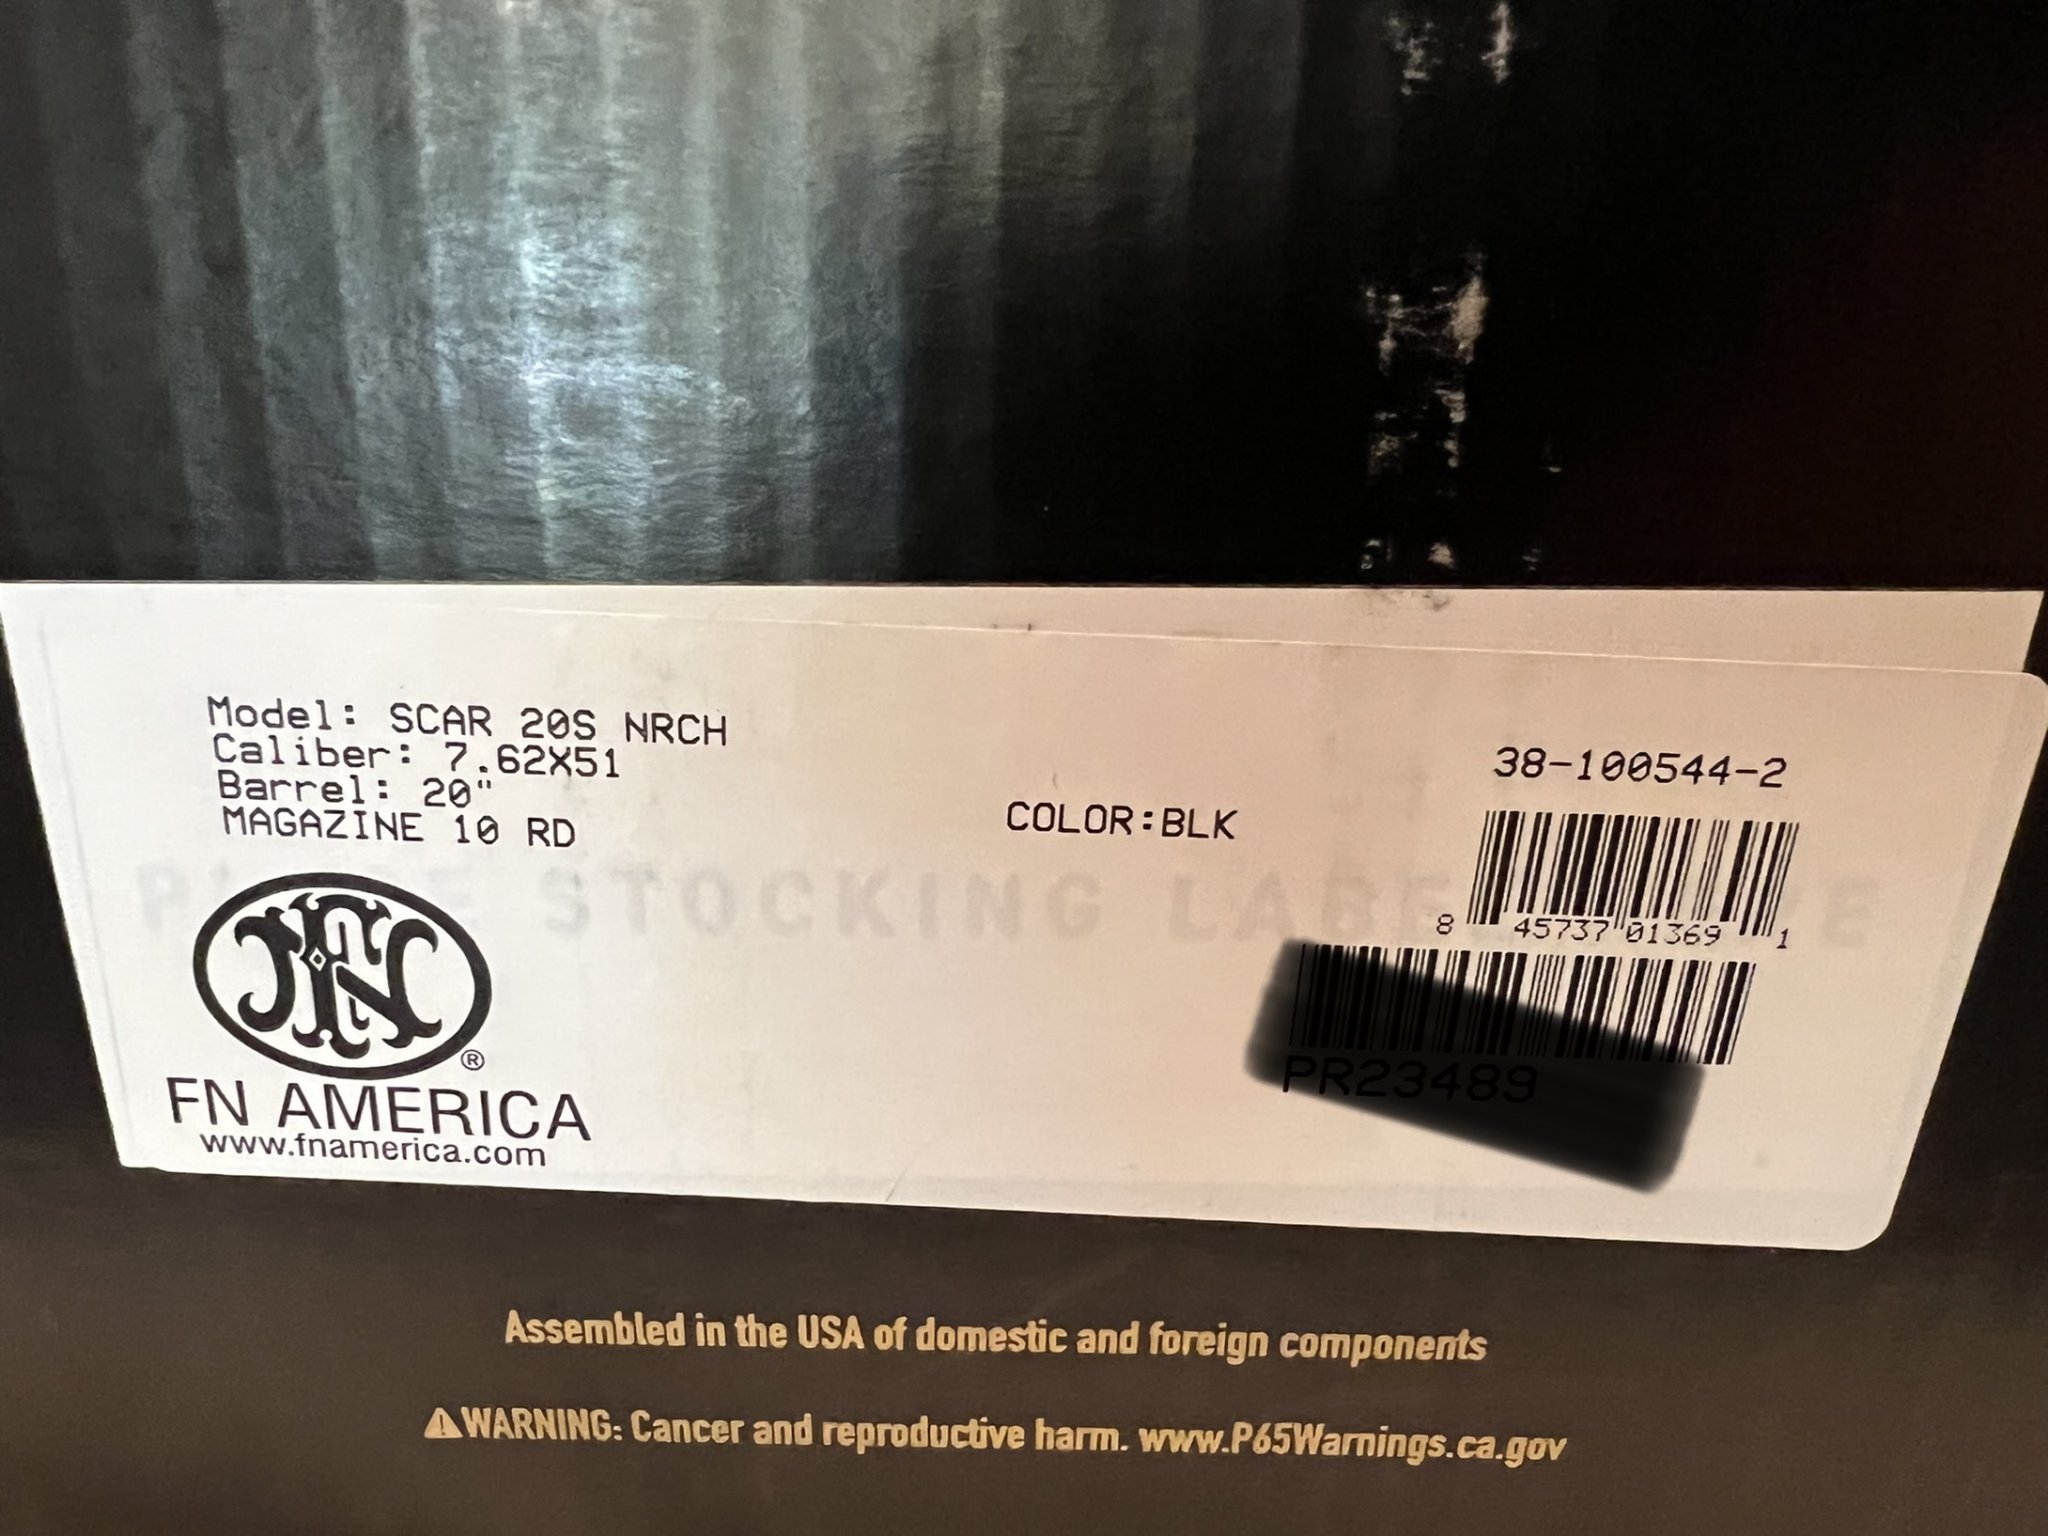 Model: SCAR 20S NRCH
Caliber: 7.62X51
Barrel: 20"
MAGAZINE 10 RD
COLOR:BLK
38-100544-2
8 45737 01369 1
STOCKING
PR23489
FN
®
FN AMERICA
www.fnamerica.com
Assembled in the USA of domestic and foreign components
⚠WARNING: Cancer and reproductive harm. www.P65Warnings.ca.gov